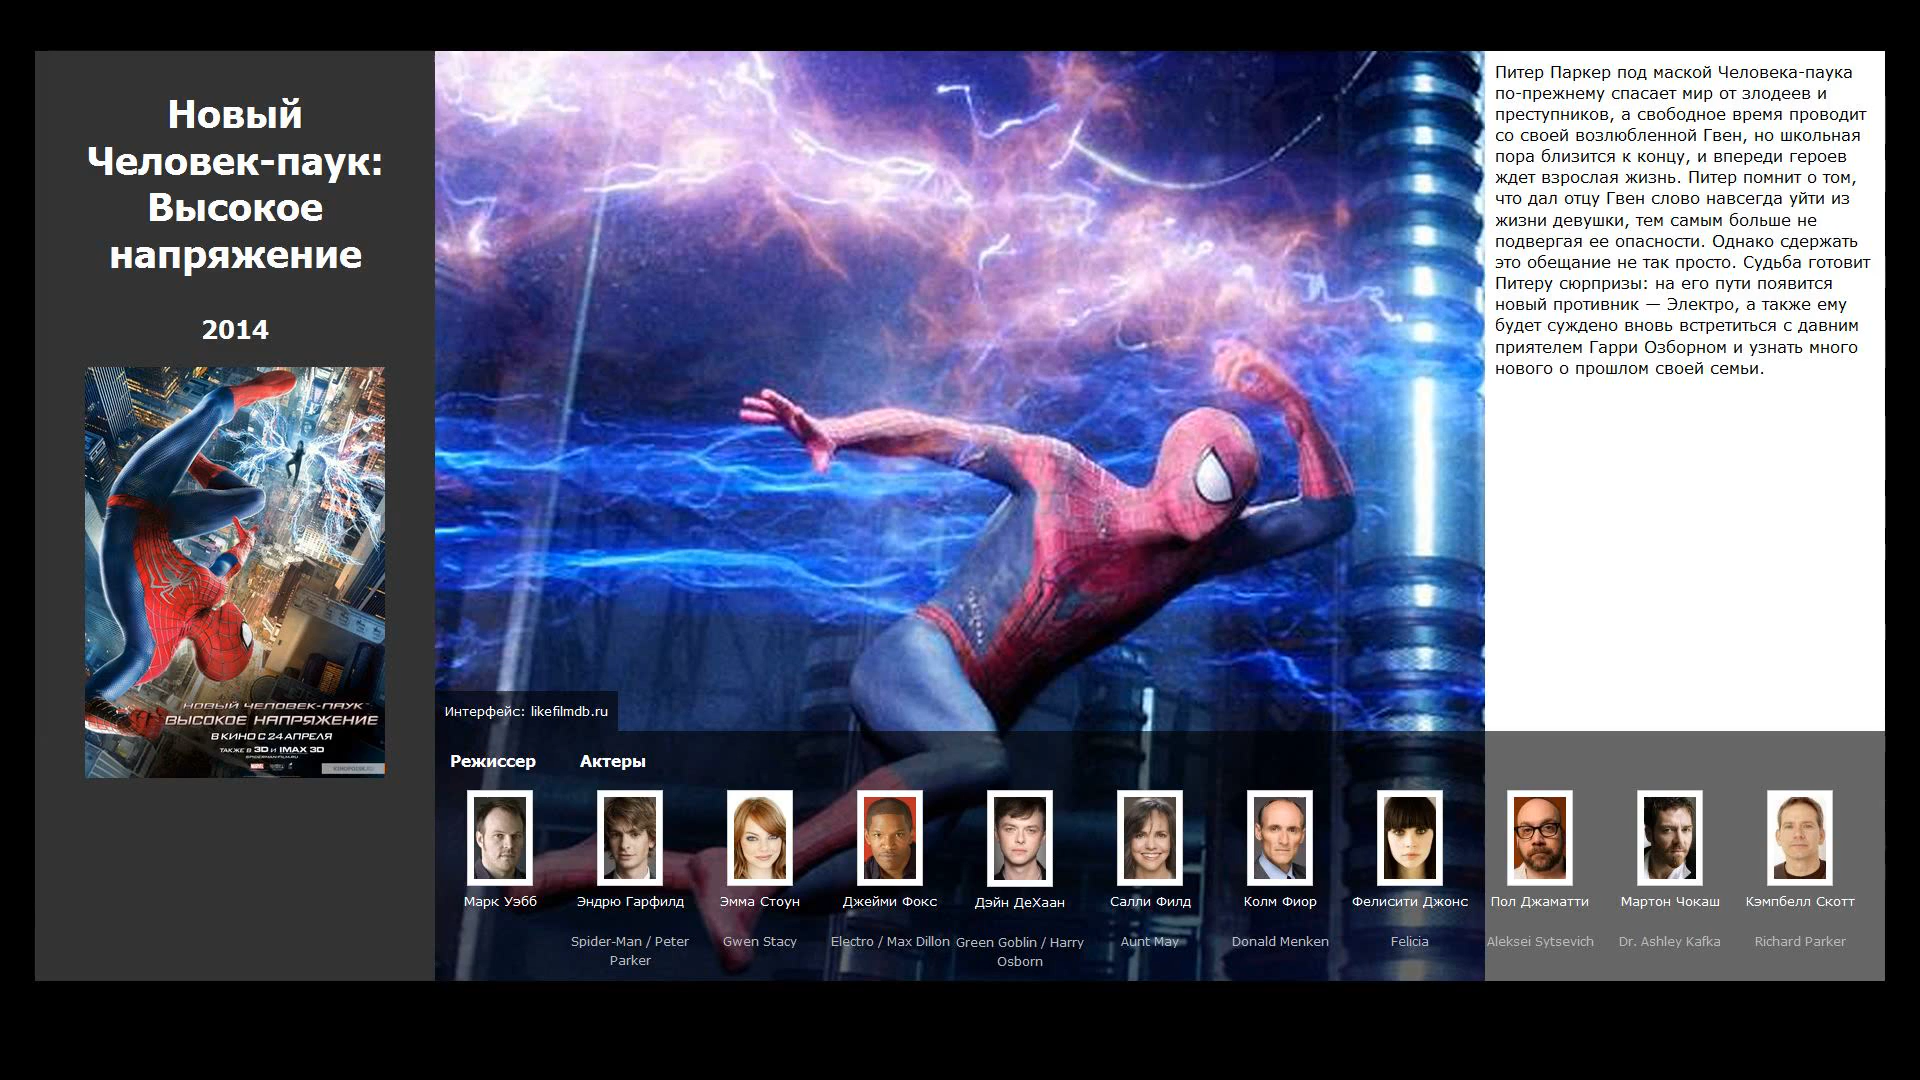 Новый
Человек-паук:
Высокое
напряжение
2014
НОВЫЙ ЧЕЛОВЕК-ПАУК
ВЫСОКОЕ НАПРЯЖЕНИЕ
В КИНО С 24 АПРЕЛЯ
ТАКЖЕ В 3D И IMAX 3D
Питер Паркер под маской Человека-паука
по-прежнему спасает мир от злодеев и
преступников, а свободное время проводит
со своей возлюбленной Гвен, но школьная
пора близится к концу, и впереди героев
ждет взрослая жизнь. Питер помнит о том,
что дал отцу Гвен слово навсегда уйти из
жизни девушки, тем самым больше не
подвергая ее опасности. Однако сдержать
это обещание не так просто. Судьба готовит
Питеру сюрпризы: на его пути появится
новый противник — Электро, а также ему
будет суждено вновь встретиться с давним
приятелем Гарри Озборном и узнать много
нового о прошлом своей семьи.
Интерфейс: likefilmdb.ru
Режиссер Актеры
Марк Уэбб Эндрю Гарфилд Эмма Стоун Джейми Фокс Дэйн ДеХаан Салли Филд Колм Фиор Фелисити Джонс Пол Джаматти Мартон Чокаш Кэмпбелл Скотт
Spider-Man / Peter Gwen Stacy Electro / Max Dillon Green Goblin / Harry Aunt May Donald Menken Felicia Aleksei Sytsevich Dr. Ashley Kafka Richard Parker
Parker Osborn